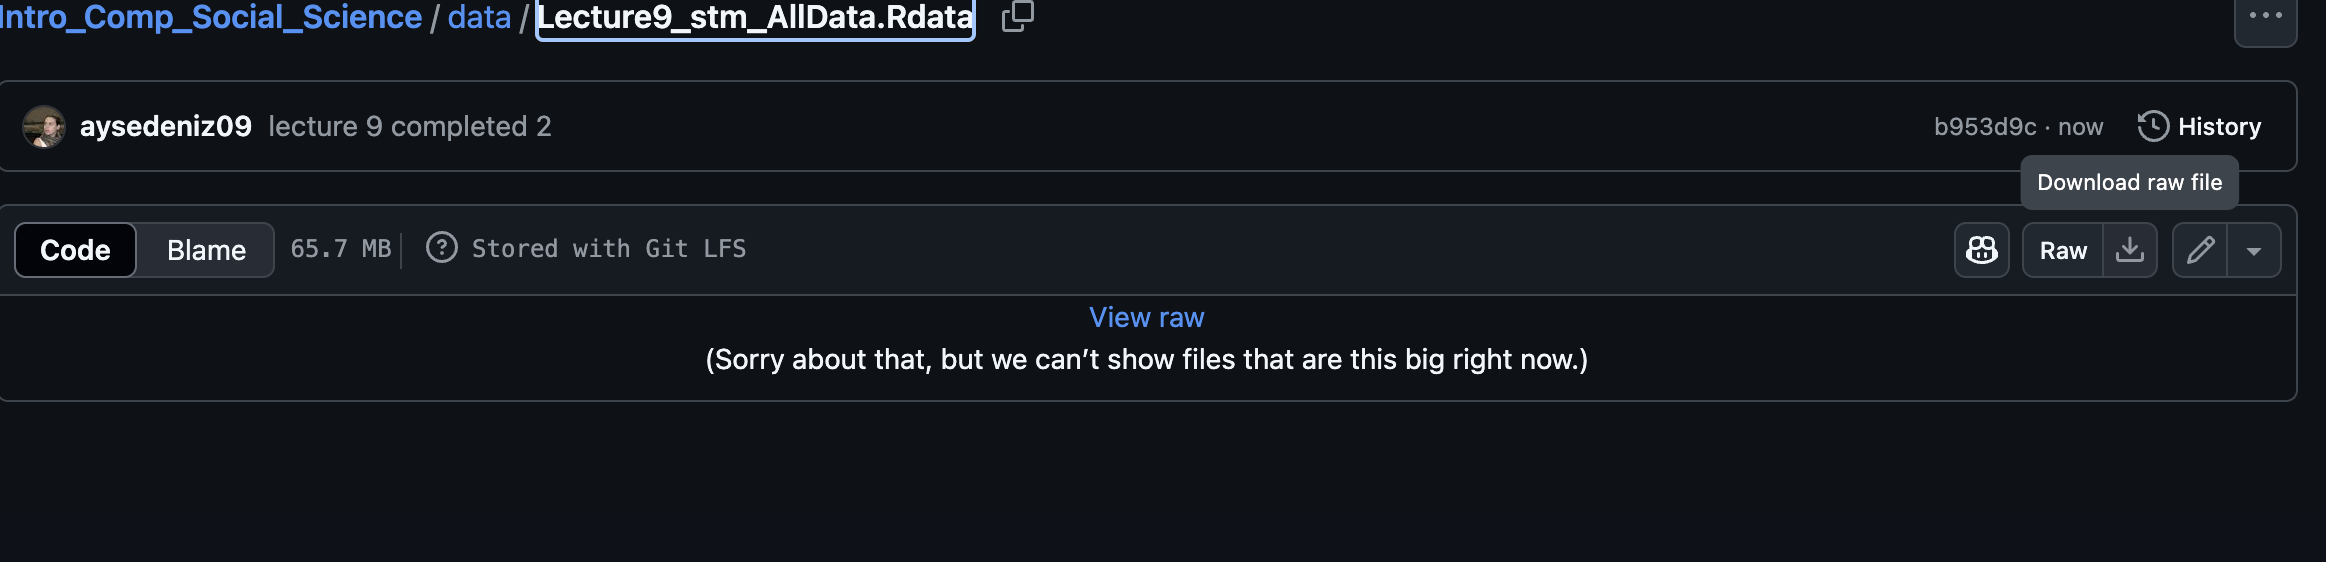 Intro_Comp_Social_Science / data / Lecture9_stm_AllData.Rdata
aysedeniz09 lecture 9 completed 2 b953d9c · now History
Download raw file
Code Blame 65.7 MB Stored with Git LFS Raw
View raw
(Sorry about that, but we can’t show files that are this big right now.)